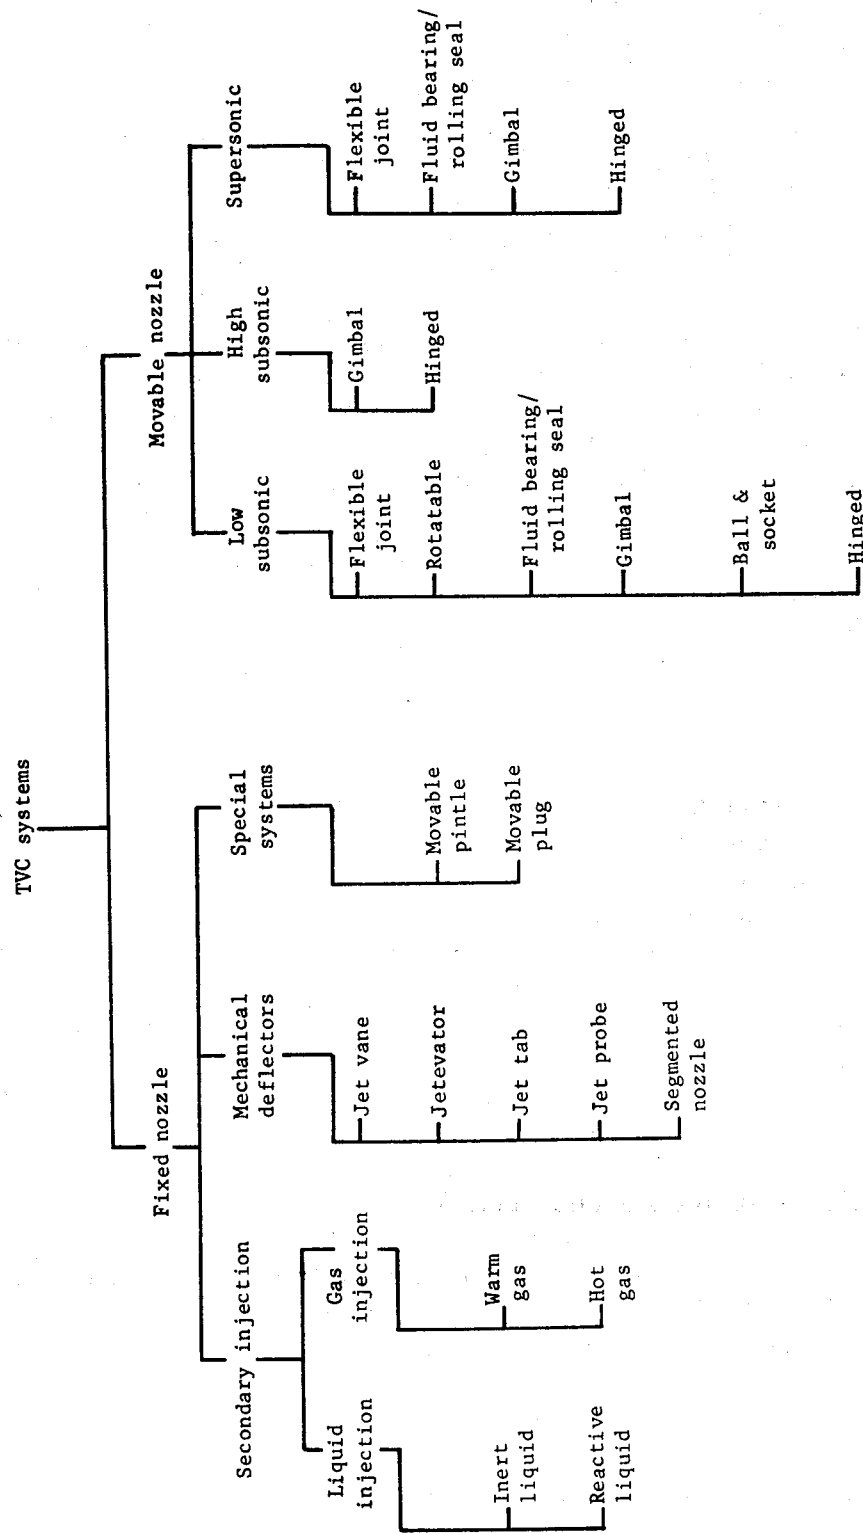 TVC systems
Fixed nozzle
Movable nozzle
Secondary injection
Mechanical
deflectors
Special
systems
Low
subsonic
High
subsonic
Supersonic
Liquid
injection
Gas
injection
Inert
liquid
Reactive
liquid
Warm
gas
Hot
gas
Jet vane
Jetevator
Jet tab
Jet probe
Segmented
nozzle
Movable
pintle
Movable
plug
Flexible
joint
Rotatable
Fluid bearing/
rolling seal
Gimbal
Ball &
socket
Hinged
Gimbal
Hinged
Flexible
joint
Fluid bearing/
rolling seal
Gimbal
Hinged